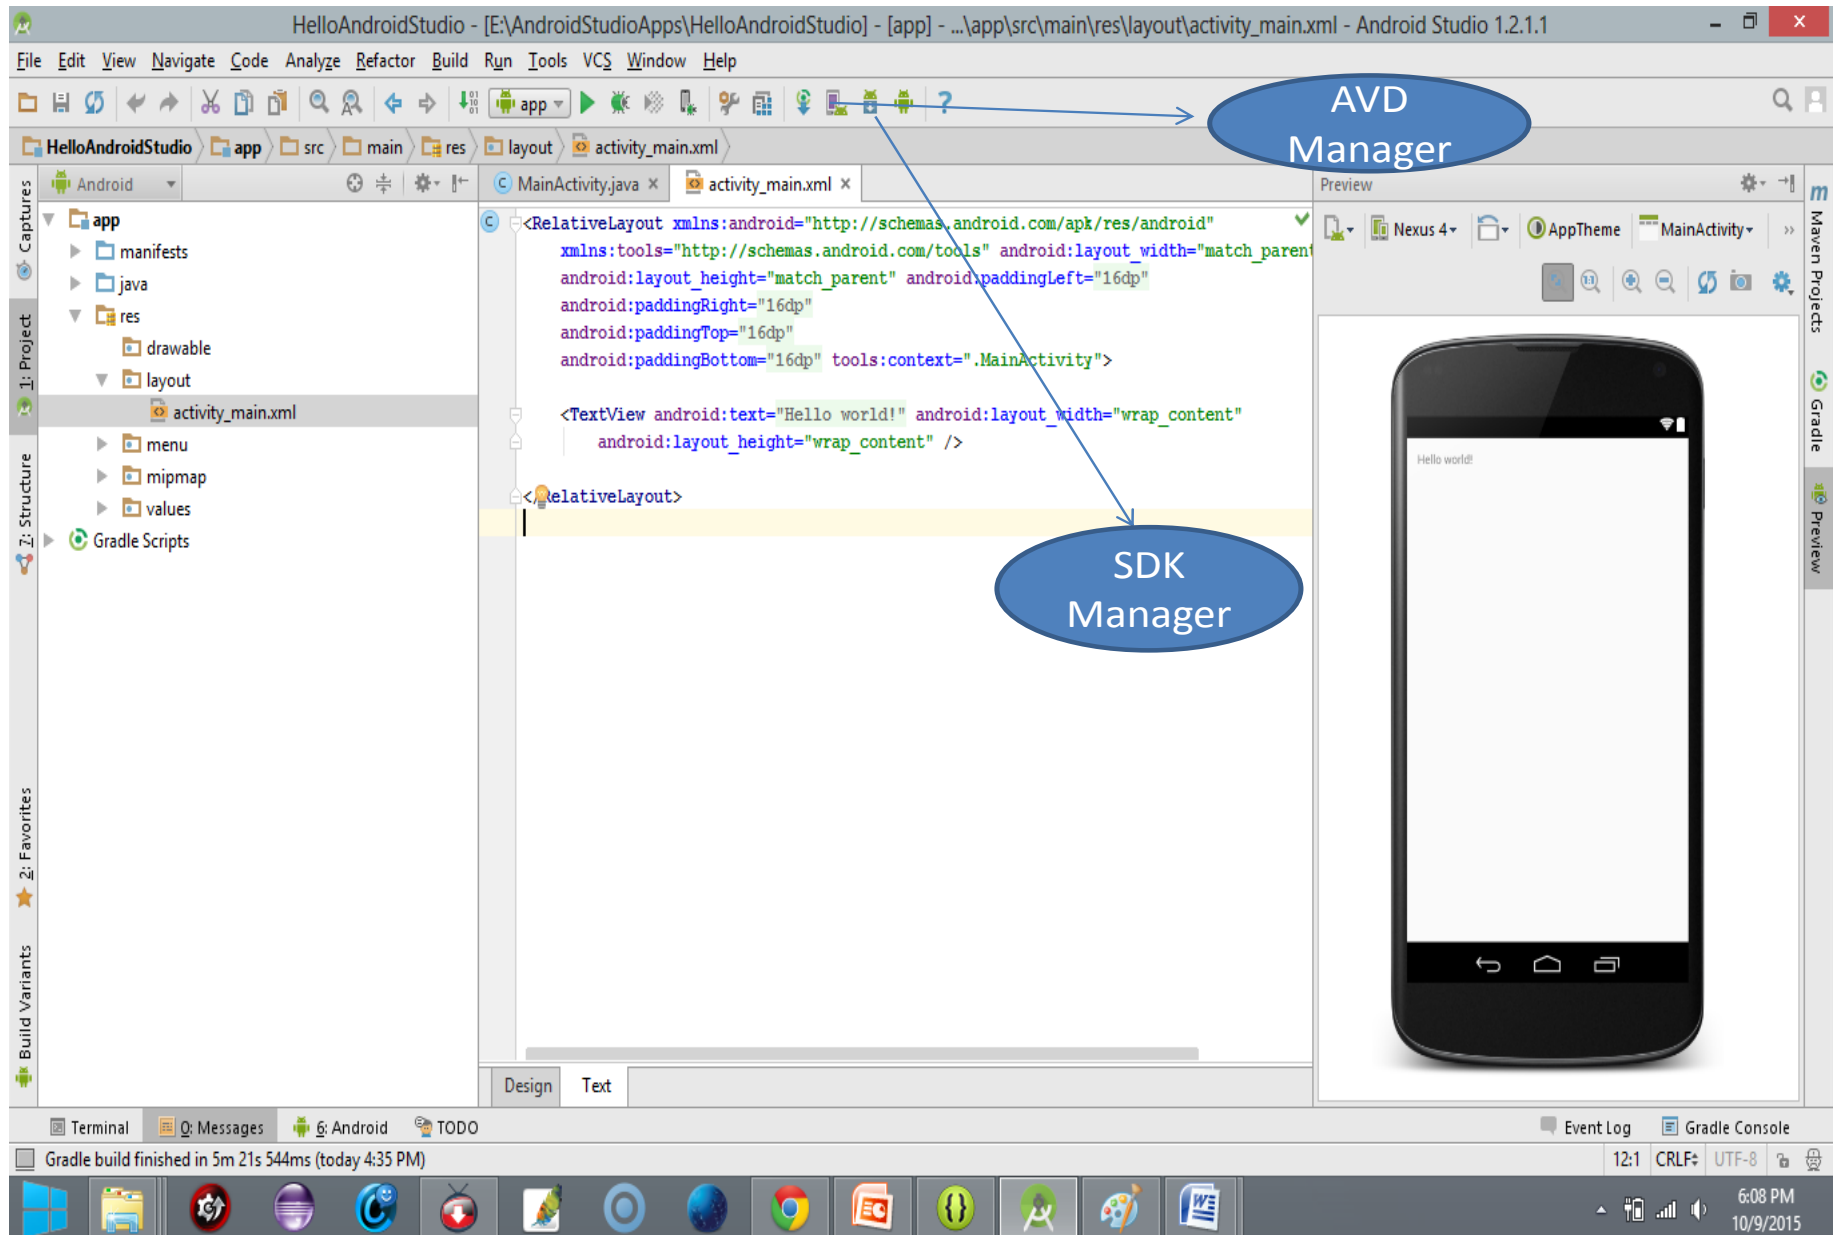 HelloAndroidStudio - [E:\AndroidStudioApps\HelloAndroidStudio] - [app] - ...\app\src\main\res\layout\activity_main.xml - Android Studio 1.2.1.1
File Edit View Navigate Code Analyze Refactor Build Run Tools VCS Window Help
app
AVD
Manager
HelloAndroidStudio app src main res layout activity_main.xml
Captures
1: Project
7: Structure
2: Favorites
Build Variants
Android
app
manifests
java
res
drawable
layout
activity_main.xml
menu
mipmap
values
Gradle Scripts
MainActivity.java activity_main.xml
<RelativeLayout xmlns:android="http://schemas.android.com/apk/res/android"
xmlns:tools="http://schemas.android.com/tools" android:layout_width="match_paren
android:layout_height="match_parent" android:paddingLeft="16dp"
android:paddingRight="16dp"
android:paddingTop="16dp"
android:paddingBottom="16dp" tools:context=".MainActivity">
<TextView android:text="Hello world!" android:layout_width="wrap_content"
android:layout_height="wrap_content" />
</RelativeLayout>
SDK
Manager
Design Text
Preview
Nexus 4 AppTheme MainActivity
Hello world!
Maven Projects
Gradle
Preview
Terminal 0: Messages 6: Android TODO Event Log Gradle Console
Gradle build finished in 5m 21s 544ms (today 4:35 PM) 12:1 CRLF UTF-8
6:08 PM
10/9/2015